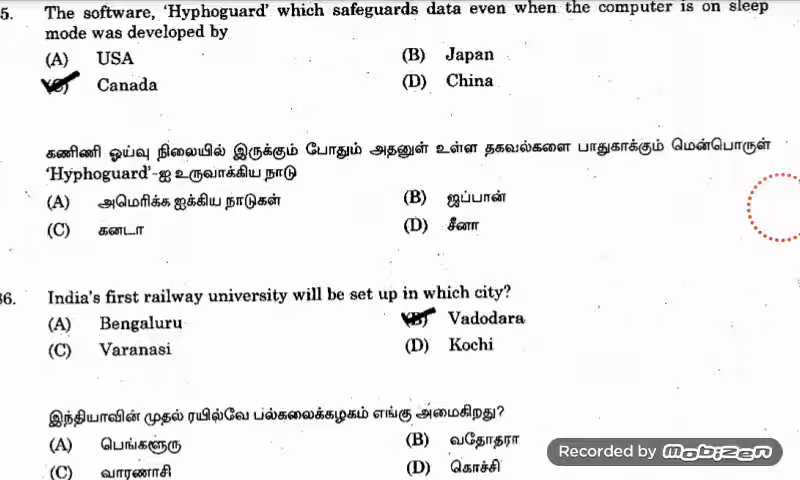 5. The software, 'Hyphoguard' which safeguards data even when the computer is on sleep
mode was developed by
(A) USA (B) Japan
(C) Canada (D) China
கணிணி ஓய்வு நிலையில் இருக்கும் போதும் அதனுள் உள்ள தகவல்களை பாதுகாக்கும் மென்பொருள்
'Hyphoguard'-ஐ உருவாக்கிய நாடு
(A) அமெரிக்க ஐக்கிய நாடுகள் (B) ஜப்பான்
(C) கனடா (D) சீனா
36. India's first railway university will be set up in which city?
(A) Bengaluru (B) Vadodara
(C) Varanasi (D) Kochi
இந்தியாவின் முதல் ரயில்வே பல்கலைக்கழகம் எங்கு அமைகிறது?
(A) பெங்களூரு (B) வதோதரா
(C) வாரணாசி (D) கொச்சி
Recorded by Mobizen